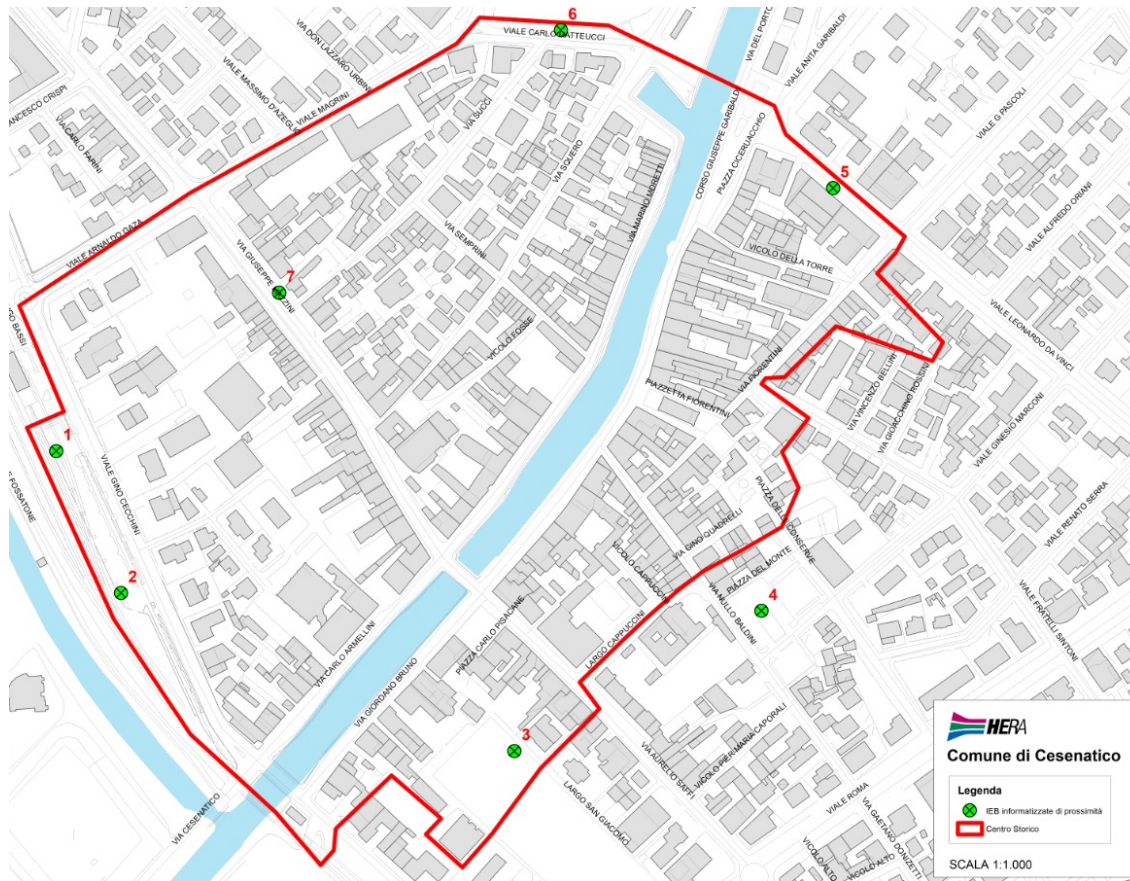 6
VIALE CARLO MATTEUCCI
VIA DON LAZZARO URBINI
VIA DEL PORTO
VIALE ANITA GARIBALDI
VIALE MASSIMO D'AZEGLIO
FRANCESCO CRISPI
VIALE MAGRINI
VIA SUCCI
VIALE G PASCOLI
VIA CARLO FARINI
VIA SQUERO
CORSO GIUSEPPE GARIBALDI
PIAZZA CICERUACCHIO
5
VIA MARINO MORETTI
VIALE ALFREDO ORIANI
VIALE ARNALDO GAZA
VIA SEMPRINI
VICOLO DELLA TORRE
7
VIA GIUSEPPE MAZZINI
BASSI
VICOLO FOSSE
VIALE LEONARDO DA VINCI
VIA FIORENTINI
PIAZZETTA FIORENTINI
VIA VINCENZO BELLINI
VIA GIOACCHINO ROSSINI
1
VIALE GINESIO MARCONI
VIALE GINO CECCHINI
FOSSATONE
PIAZZA DELLE CONSERVE
VIALE RENATO SERRA
VIA GINO QUADRELLI
VICOLO CAPPUCCINI
PIAZZA DEL MONTE
2
4
VIA NULLO BALDINI
VIALE FRATELLI SINTONI
PIAZZA CARLO PISACANE
LARGO CAPPUCCINI
VIA CARLO ARMELLINI
VIA GIORDANO BRUNO
3
VIA AURELIO SAFFI
VICOLO PIER MARIA CAPORALI
LARGO SAN GIACOMO
VIALE ROMA
VIA GAETANO DONIZETTI
VICOLO ALTO
VICOLO ALTO
VIA CESENATICO
HERA
Comune di Cesenatico
Legenda
IEB informatizzate di prossimità
Centro Storico
SCALA 1:1.000